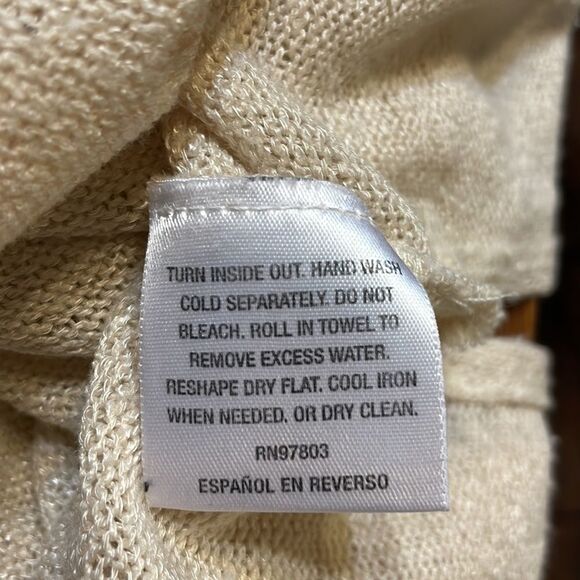 TURN INSIDE OUT. HAND WASH
COLD SEPARATELY. DO NOT
BLEACH. ROLL IN TOWEL TO
REMOVE EXCESS WATER.
RESHAPE DRY FLAT. COOL IRON
WHEN NEEDED. OR DRY CLEAN.
RN97803
ESPAÑOL EN REVERSO